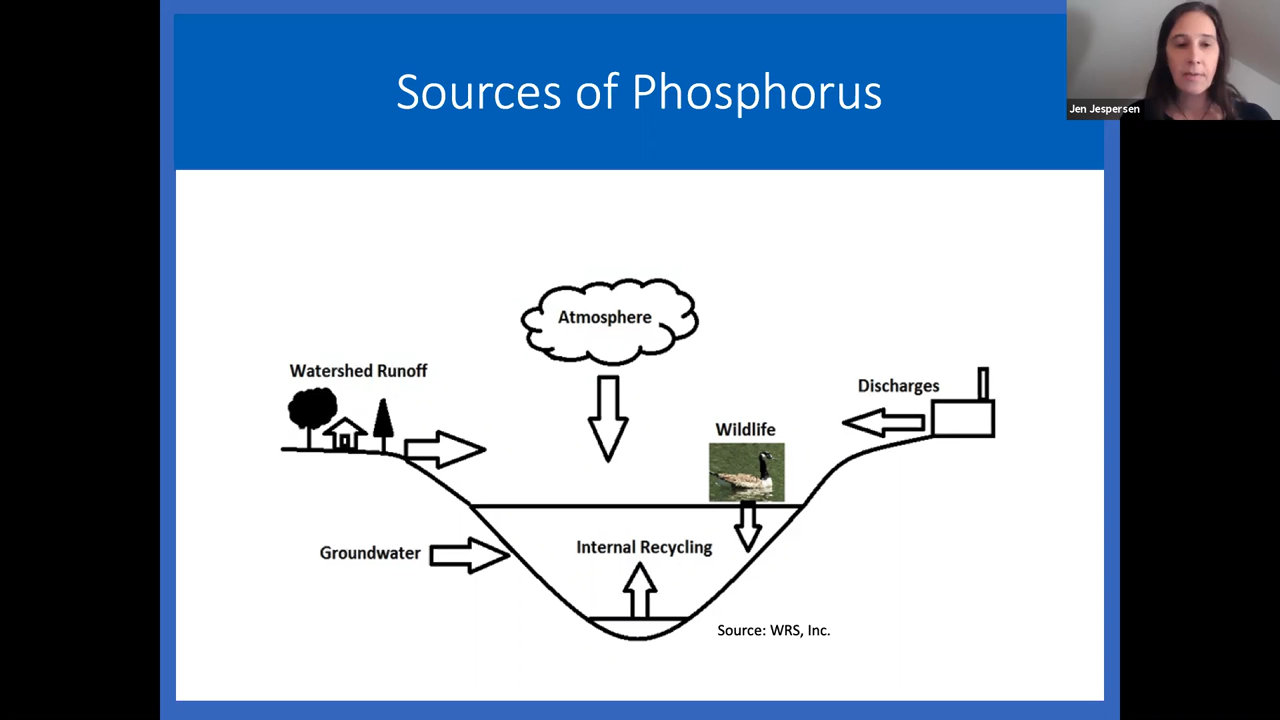 Sources of Phosphorus
Jen Jespersen
Atmosphere
Watershed Runoff
Discharges
Wildlife
Groundwater
Internal Recycling
Source: WRS, Inc.